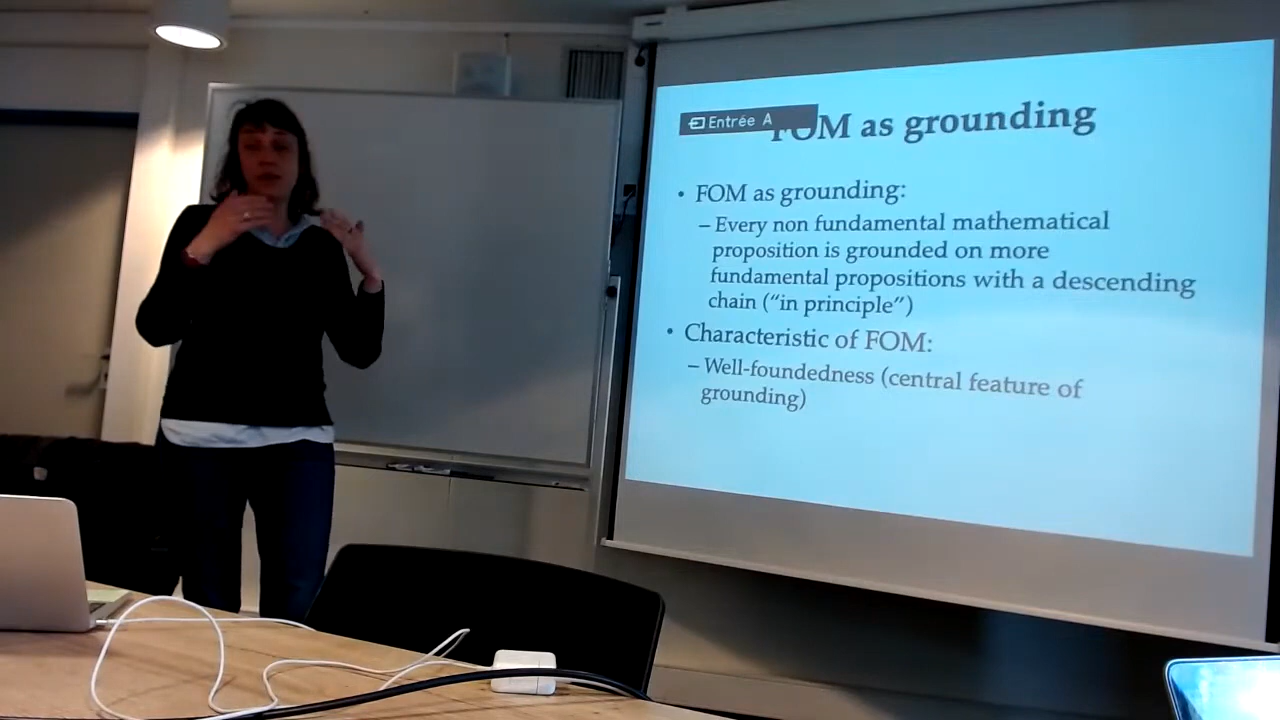 Entrée A
FOM as grounding
• FOM as grounding:
– Every non fundamental mathematical
proposition is grounded on more
fundamental propositions with a descending
chain (“in principle”)
• Characteristic of FOM:
– Well-foundedness (central feature of
grounding)